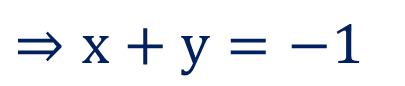 ⇒ x + y = −1